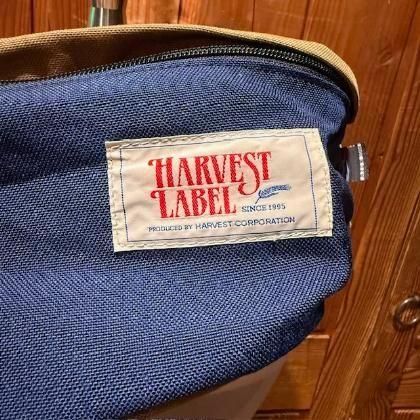 HARVEST
LABEL
SINCE 1995
PRODUCED BY HARVEST CORPORATION